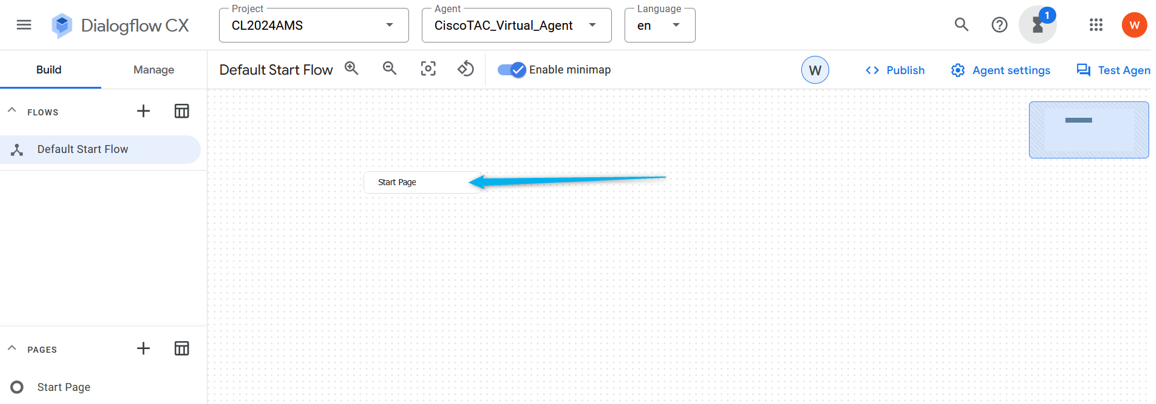 Dialogflow CX
Project
CL2024AMS
Agent
CiscoTAC_Virtual_Agent
Language
en
1
W
Build
Manage
Default Start Flow
Enable minimap
W
Publish
Agent settings
Test Agen
FLOWS
Default Start Flow
Start Page
PAGES
Start Page